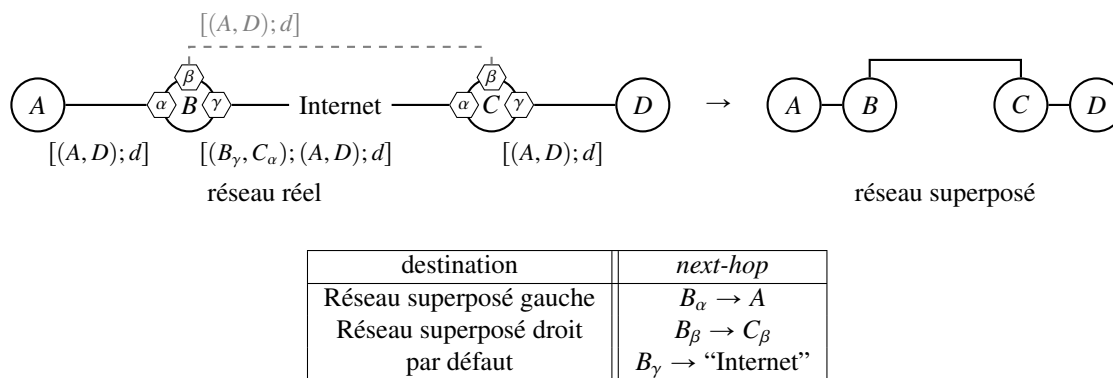 [(A, D); d]
A α β B γ Internet α β C γ D → A B C D
[(A, D); d] [(Bγ, Cα); (A, D); d] [(A, D); d]
réseau réel réseau superposé
destination next-hop
Réseau superposé gauche Bα → A
Réseau superposé droit Bβ → Cβ
par défaut Bγ → “Internet”